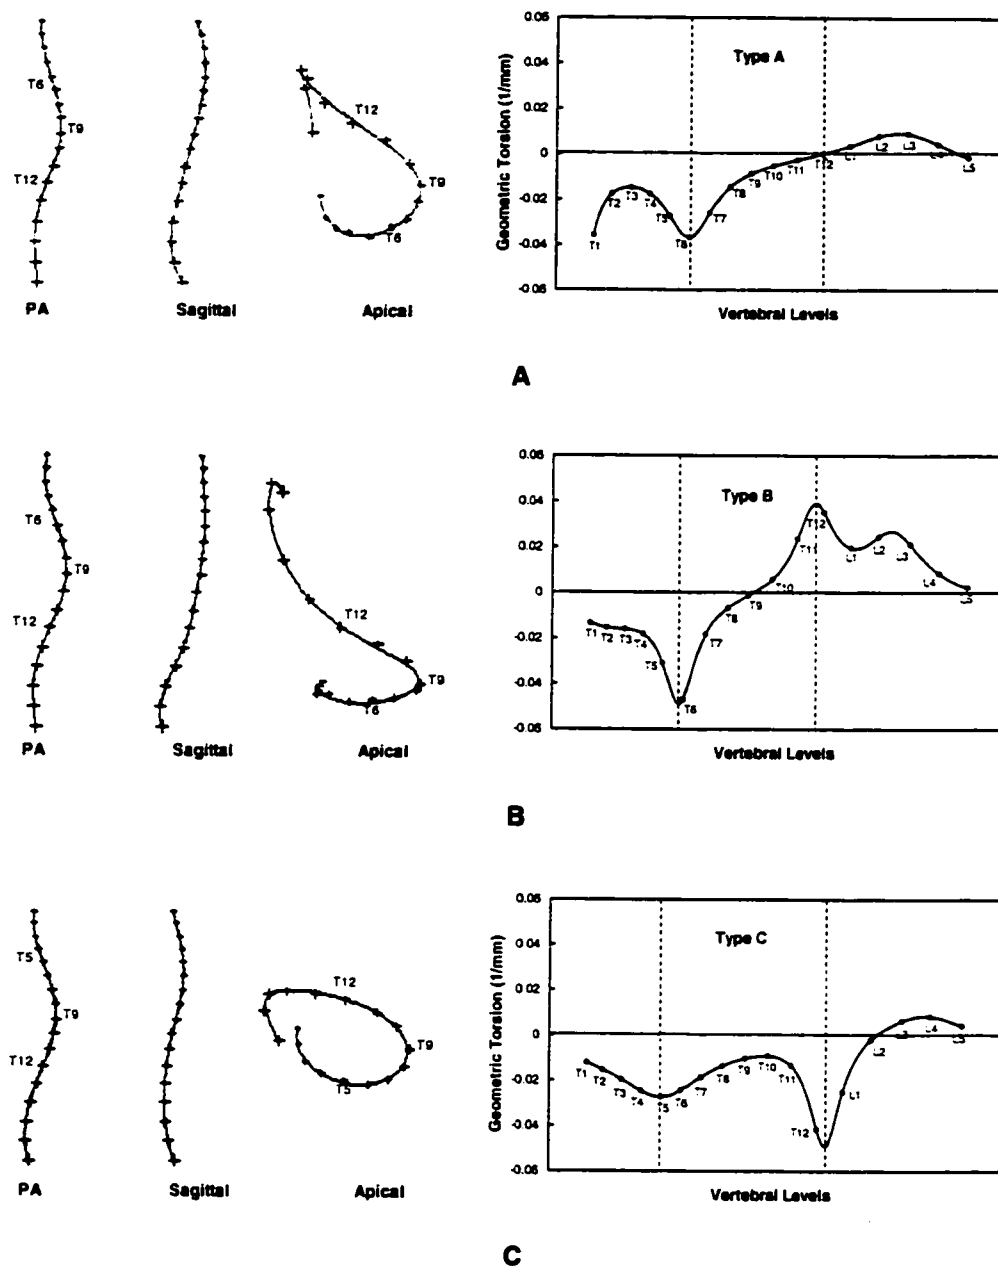 T6
T9
T12
PA
Sagittal
T12
T9
T6
Apical
Geometric Torsion (1/mm)
0.06
0.04
0.02
0
-0.02
-0.04
-0.06
Type A
T1
T2
T3
T4
T5
T6
T7
T8
T9
T10
T11
T12
L1
L2
L3
L4
L5
Vertebral Levels
A
T6
T9
T12
PA
Sagittal
T12
T9
T6
Apical
Geometric Torsion (1/mm)
0.06
0.04
0.02
0
-0.02
-0.04
-0.06
Type B
T1
T2
T3
T4
T5
T6
T7
T8
T9
T10
T11
T12
L1
L2
L3
L4
L5
Vertebral Levels
B
T5
T9
T12
PA
Sagittal
T12
T9
T5
Apical
Geometric Torsion (1/mm)
0.06
0.04
0.02
0
-0.02
-0.04
-0.06
Type C
T1
T2
T3
T4
T5
T6
T7
T8
T9
T10
T11
T12
L1
L2
L3
L4
L5
Vertebral Levels
C